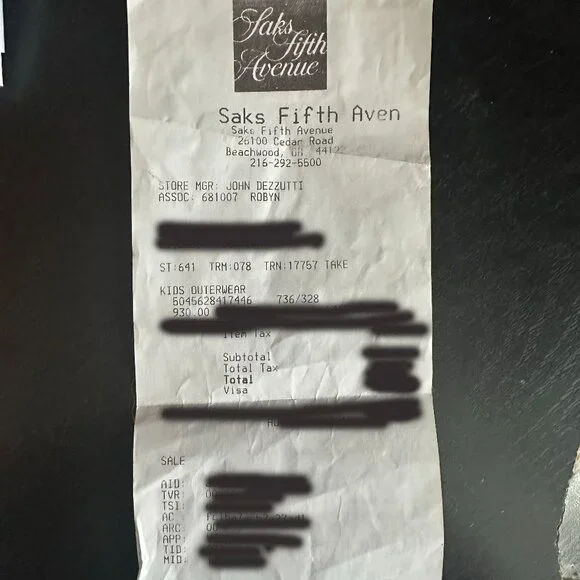 Saks
Fifth
Avenue
Saks Fifth Aven
Saks Fifth Avenue
26100 Cedar Road
Beachwood,
216-292-5500
STORE MGR: JOHN DEZZUTTI
ASSOC: 681007 ROBYN
ST:641 TRM:078 TRN:17757 TAKE
KIDS OUTERWEAR
5045628417446 736/328
930.00
Item Tax
Subtotal
Total Tax
Total
Visa
SALE
AID:
TVR:
TSI:
AC
ARC:
APP:
TID:
MID: